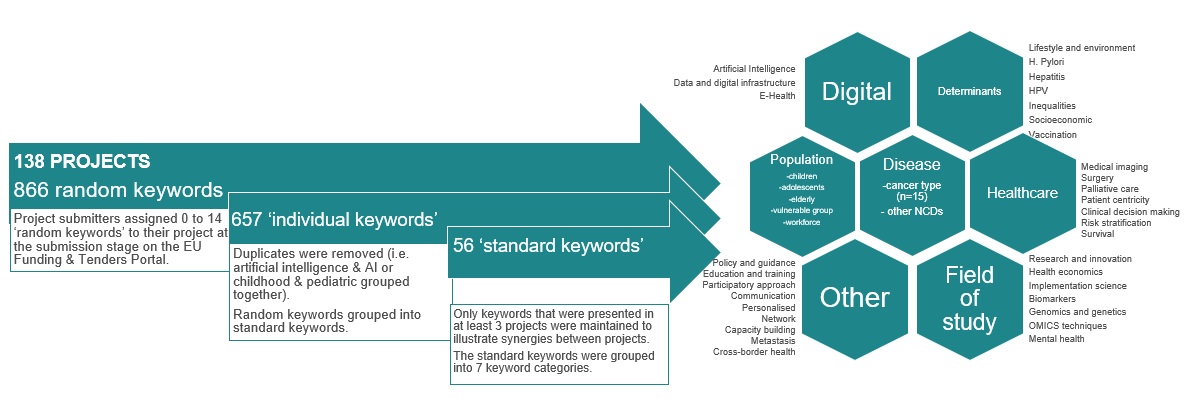 138 PROJECTS
866 random keywords
Project submitters assigned 0 to 14
'random keywords' to their project at
the submission stage on the EU
Funding & Tenders Portal.
657 'individual keywords'
Duplicates were removed (i.e.
artificial intelligence & AI or
childhood & pediatric grouped
together).
Random keywords grouped into
standard keywords.
56 'standard keywords'
Only keywords that were presented in
at least 3 projects were maintained to
illustrate synergies between projects.
The standard keywords were grouped
into 7 keyword categories.
Artificial Intelligence
Data and digital infrastructure
E-Health
Digital
Determinants
Lifestyle and environment
H. Pylori
Hepatitis
HPV
Inequalities
Socioeconomic
Vaccination
Population
-children
-adolescents
-elderly
-vulnerable group
-workforce
Disease
-cancer type
(n=15)
- other NCDs
Healthcare
Medical imaging
Surgery
Palliative care
Patient centricity
Clinical decision making
Risk stratification
Survival
Policy and guidance
Education and training
Participatory approach
Communication
Personalised
Network
Capacity building
Metastasis
Cross-border health
Other
Field
of
study
Research and innovation
Health economics
Implementation science
Biomarkers
Genomics and genetics
OMICS techniques
Mental health